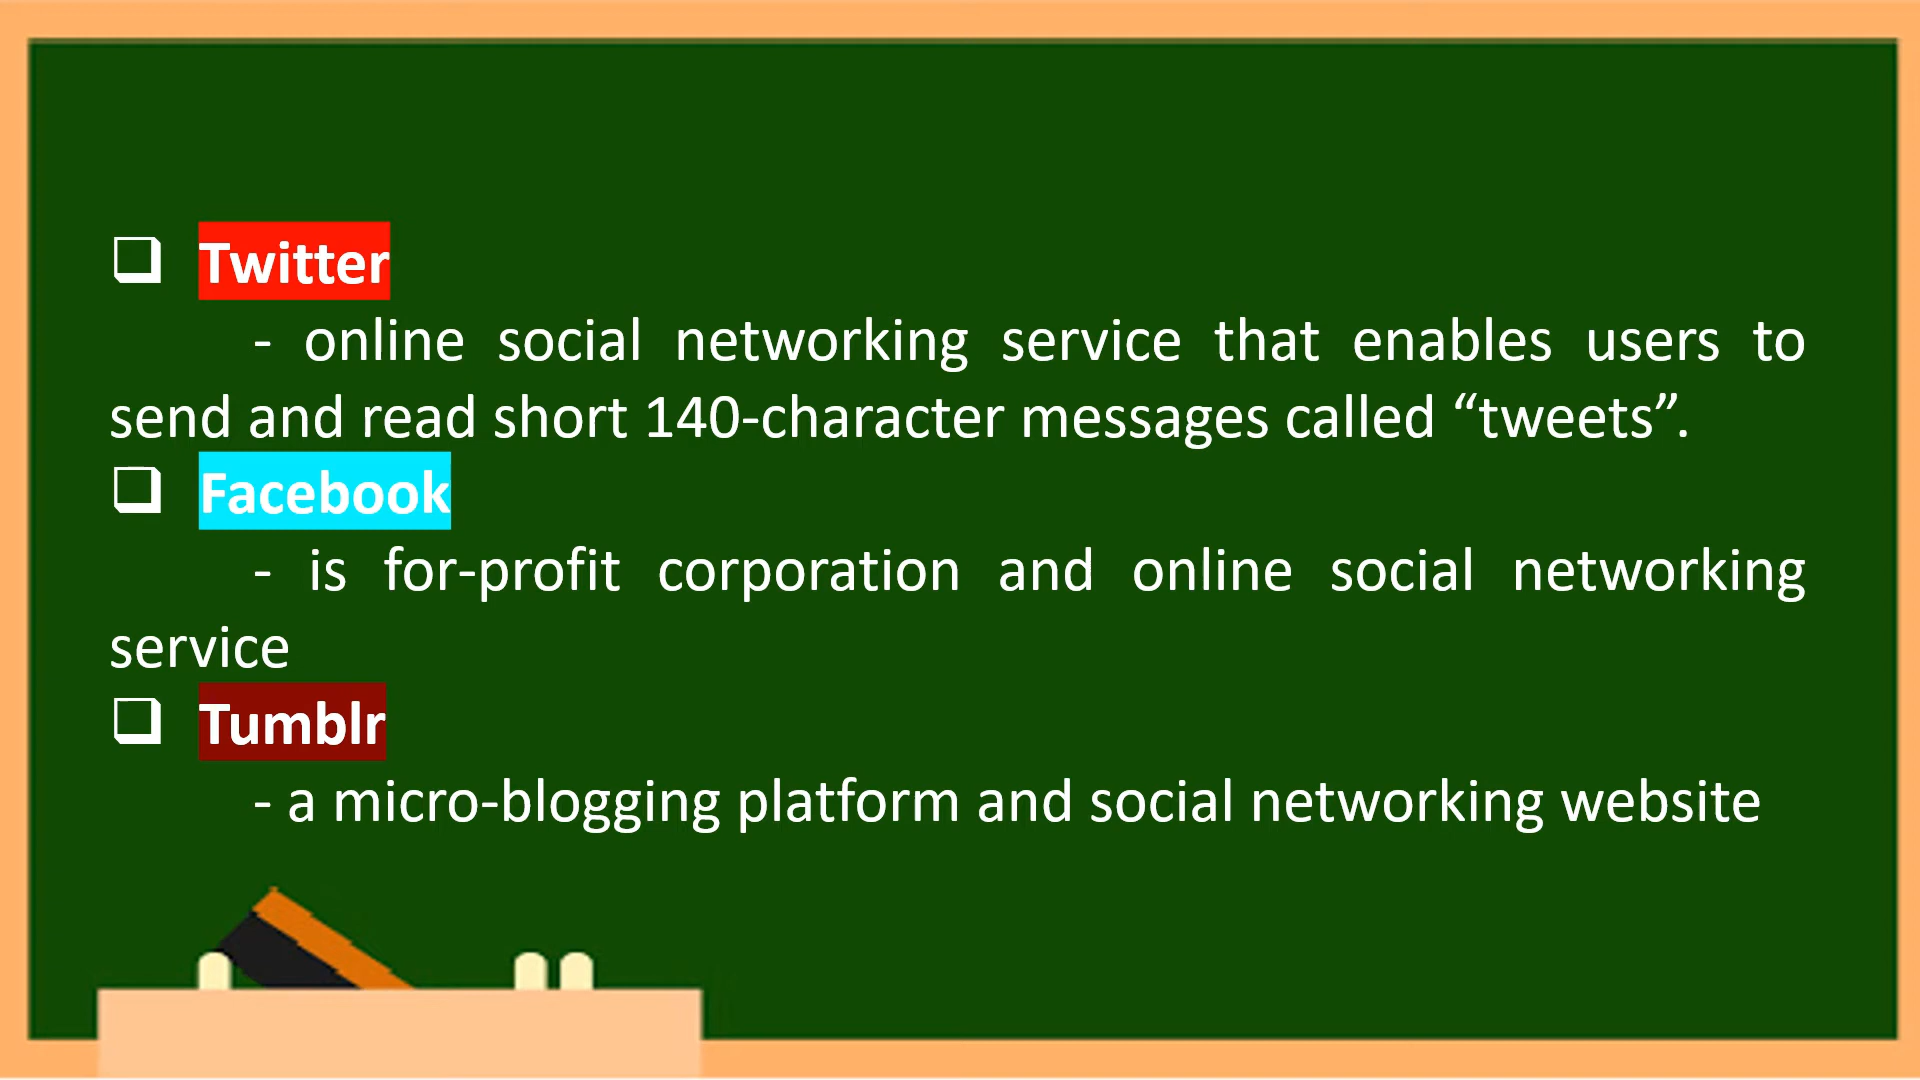 ❑ Twitter
- online social networking service that enables users to
send and read short 140-character messages called “tweets”.
❑ Facebook
- is for-profit corporation and online social networking
service
❑ Tumblr
- a micro-blogging platform and social networking website